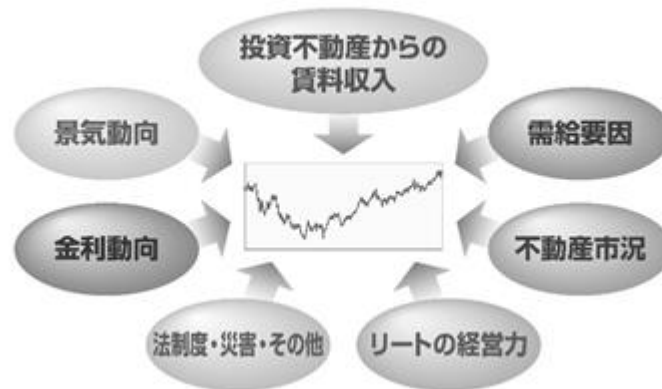 投資不動産からの
賃料収入
景気動向
需給要因
金利動向
不動産市況
法制度・災害・その他
リートの経営力